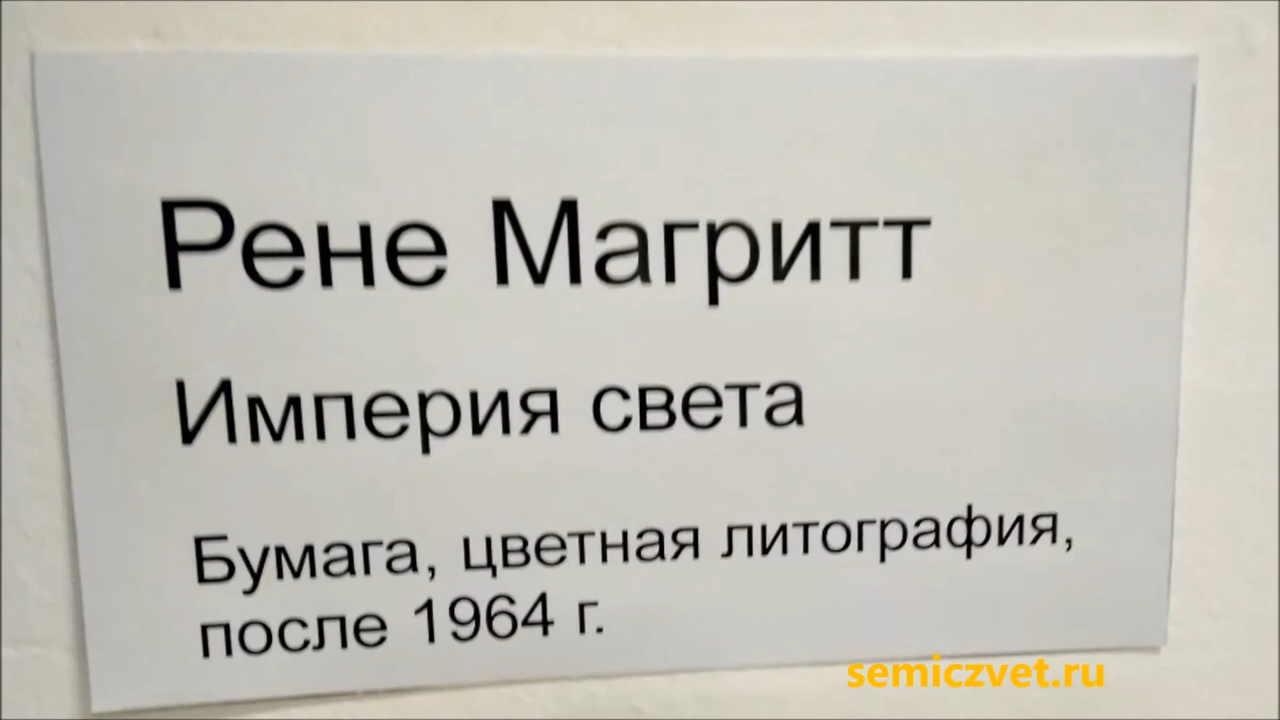 Рене Магритт
Империя света
Бумага, цветная литография,
после 1964 г.
semiczvet.ru